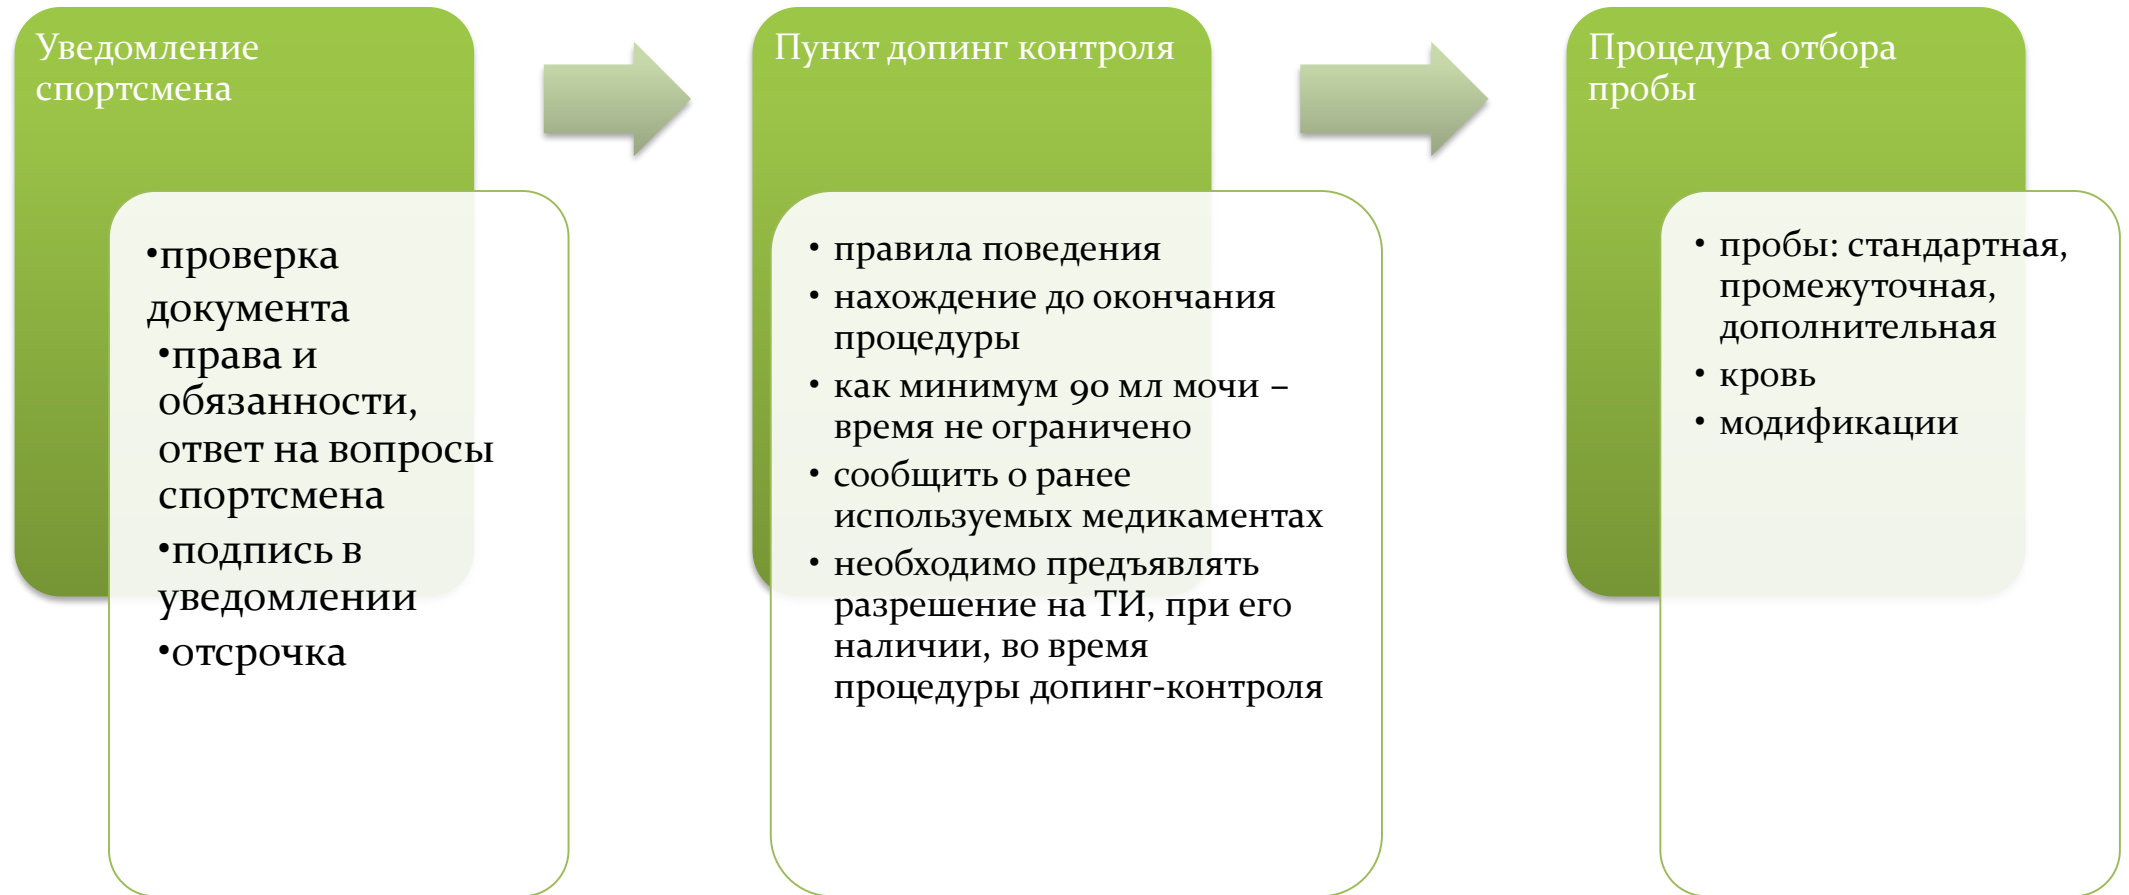 Уведомление
спортсмена
•проверка
документа
•права и
обязанности,
ответ на вопросы
спортсмена
•подпись в
уведомлении
•отсрочка
Пункт допинг контроля
• правила поведения
• нахождение до окончания
процедуры
• как минимум 90 мл мочи –
время не ограничено
• сообщить о ранее
используемых медикаментах
• необходимо предъявлять
разрешение на ТИ, при его
наличии, во время
процедуры допинг-контроля
Процедура отбора
пробы
• пробы: стандартная,
промежуточная,
дополнительная
• кровь
• модификации